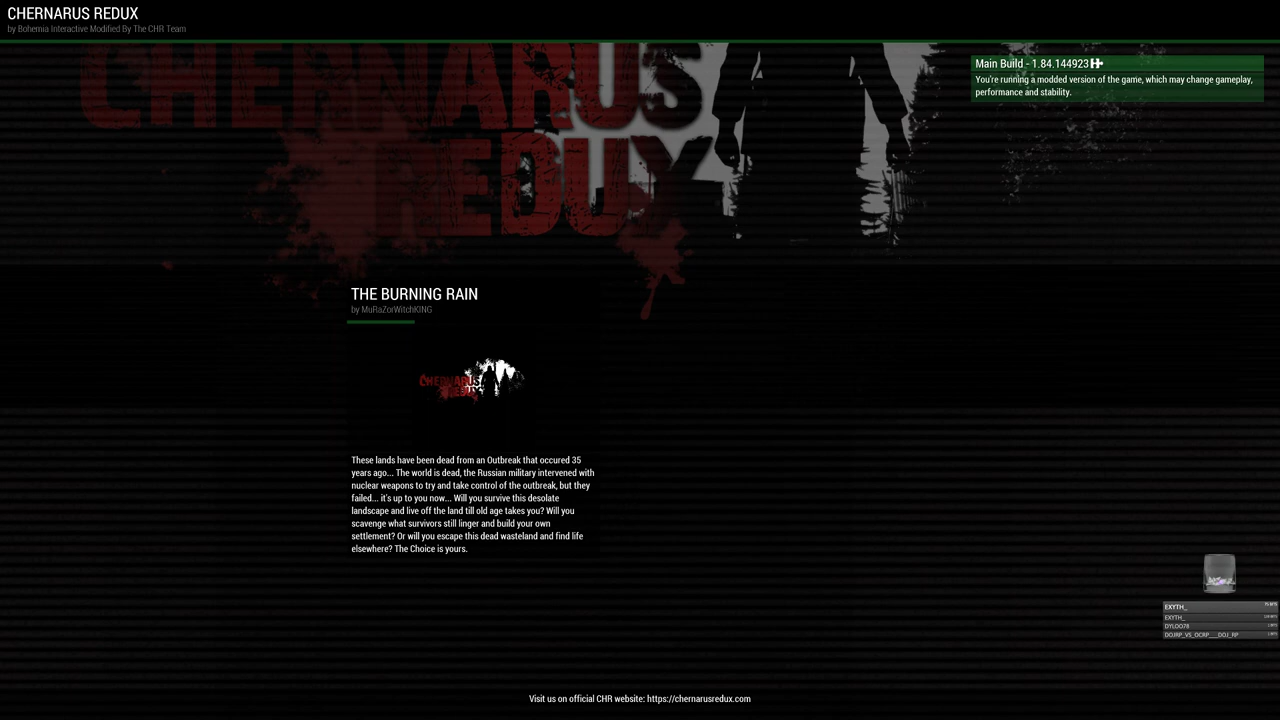 CHERNARUS REDUX
by Bohemia Interactive Modified By The CHR Team
CHERNARUS
REDUX
Main Build - 1.84.144923
You're running a modded version of the game, which may change gameplay,
performance and stability.
THE BURNING RAIN
by MuRaZorWitchKING
CHERNARUS
REDUX
These lands have been dead from an Outbreak that occured 35
years ago... The world is dead, the Russian military intervened with
nuclear weapons to try and take control of the outbreak, but they
failed... it's up to you now... Will you survive this desolate
landscape and live off the land till old age takes you? Will you
scavenge what survivors still linger and build your own
settlement? Or will you escape this dead wasteland and find life
elsewhere? The Choice is yours.
EXYTH_
EXYTH_
DYLOO78
DOJRP_VS_OCRP___DOJ_RP
Visit us on official CHR website: https://chernarusredux.com